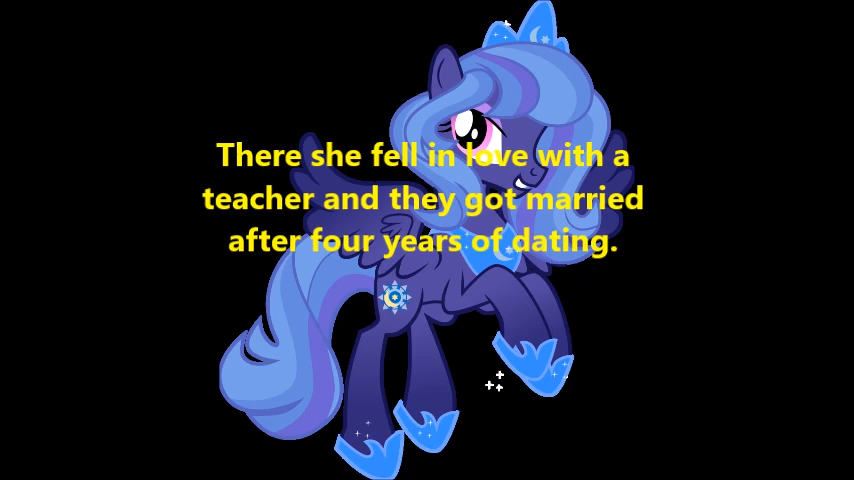 There she fell in love with a
teacher and they got married
after four years of dating.